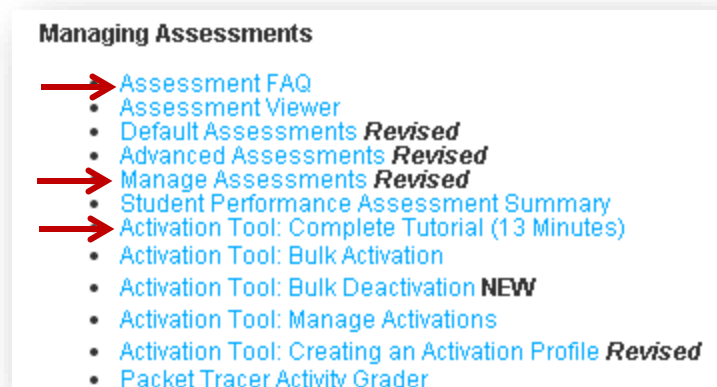 Managing Assessments
Assessment FAQ
Assessment Viewer
Default Assessments Revised
Advanced Assessments Revised
Manage Assessments Revised
Student Performance Assessment Summary
Activation Tool: Complete Tutorial (13 Minutes)
Activation Tool: Bulk Activation
Activation Tool: Bulk Deactivation NEW
Activation Tool: Manage Activations
Activation Tool: Creating an Activation Profile Revised
Packet Tracer Activity Grader